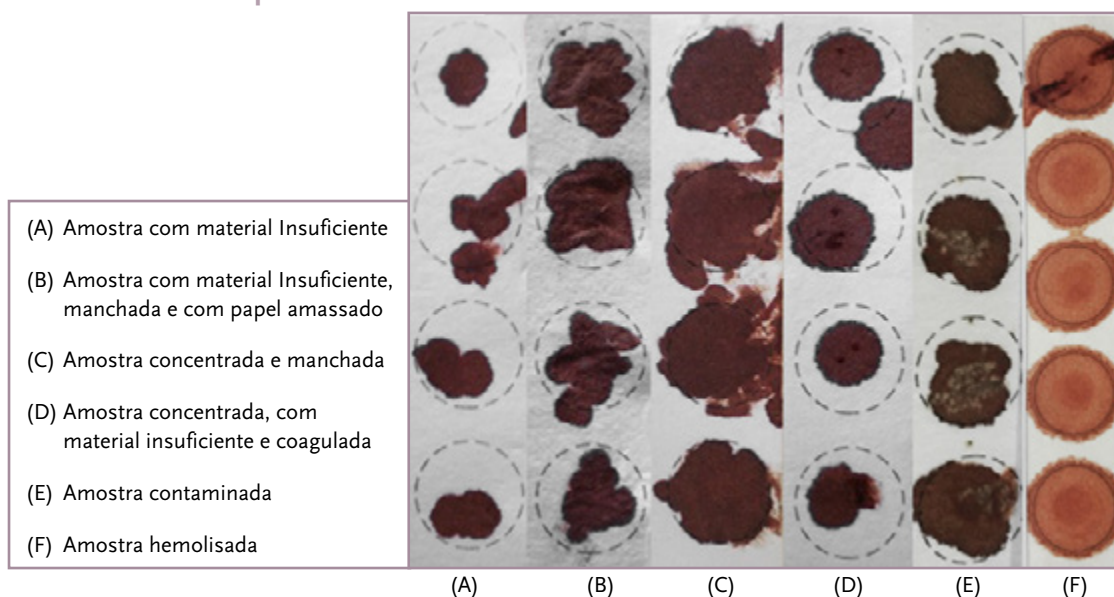 (A) Amostra com material Insuficiente
(B) Amostra com material Insuficiente,
manchada e com papel amassado
(C) Amostra concentrada e manchada
(D) Amostra concentrada, com
material insuficiente e coagulada
(E) Amostra contaminada
(F) Amostra hemolisada
(A) (B) (C) (D) (E) (F)